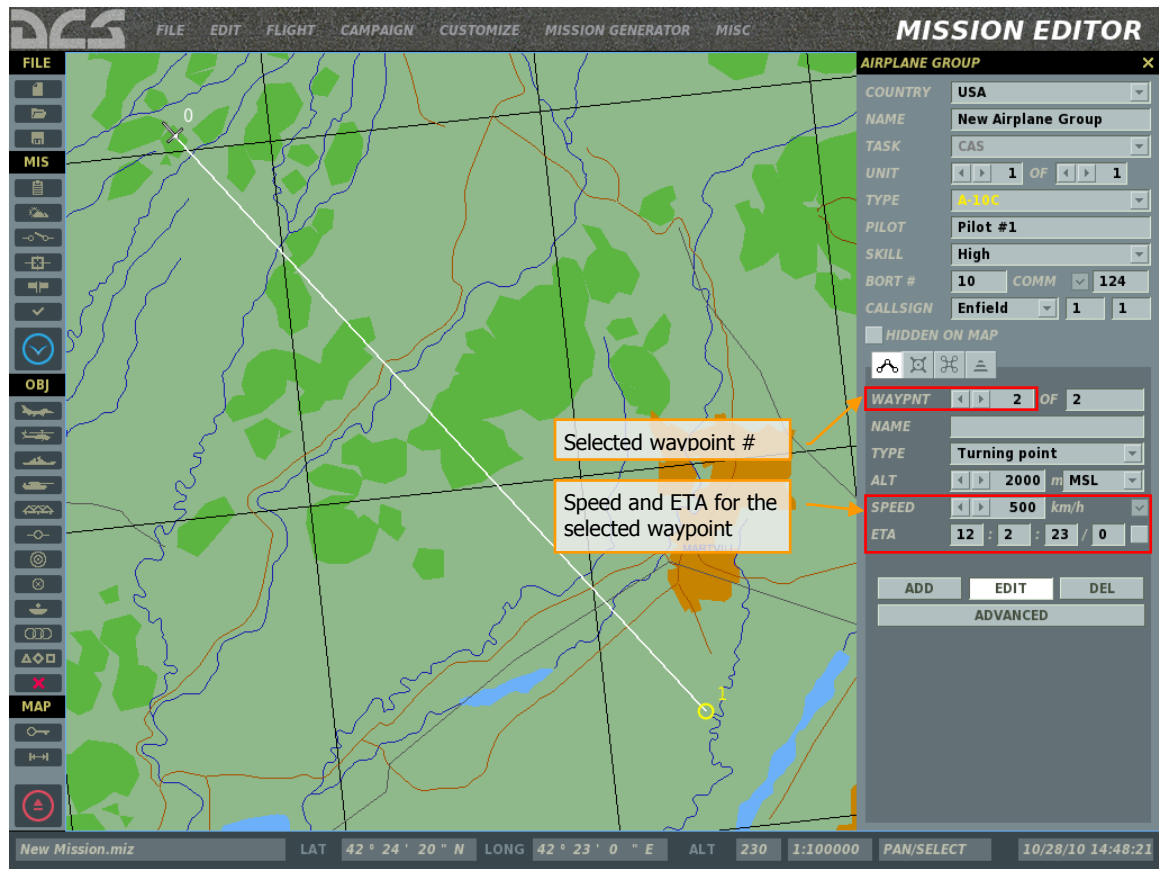 DCS FILE EDIT FLIGHT CAMPAIGN CUSTOMIZE MISSION GENERATOR MISC MISSION EDITOR
FILE
MIS
OBJ
MAP
0
1
Selected waypoint #
Speed and ETA for the
selected waypoint
AIRPLANE GROUP ×
COUNTRY USA
NAME New Airplane Group
TASK CAS
UNIT 1 OF 1
TYPE A-10C
PILOT Pilot #1
SKILL High
BORT # 10 COMM 124
CALLSIGN Enfield 1 1
HIDDEN ON MAP
WAYPNT 2 OF 2
NAME
TYPE Turning point
ALT 2000 m MSL
SPEED 500 km/h
ETA 12 : 2 : 23 / 0
ADD EDIT DEL
ADVANCED
New Mission.miz LAT 42 ° 24 ' 20 " N LONG 42 ° 23 ' 0 " E ALT 230 1:100000 PAN/SELECT 10/28/10 14:48:21